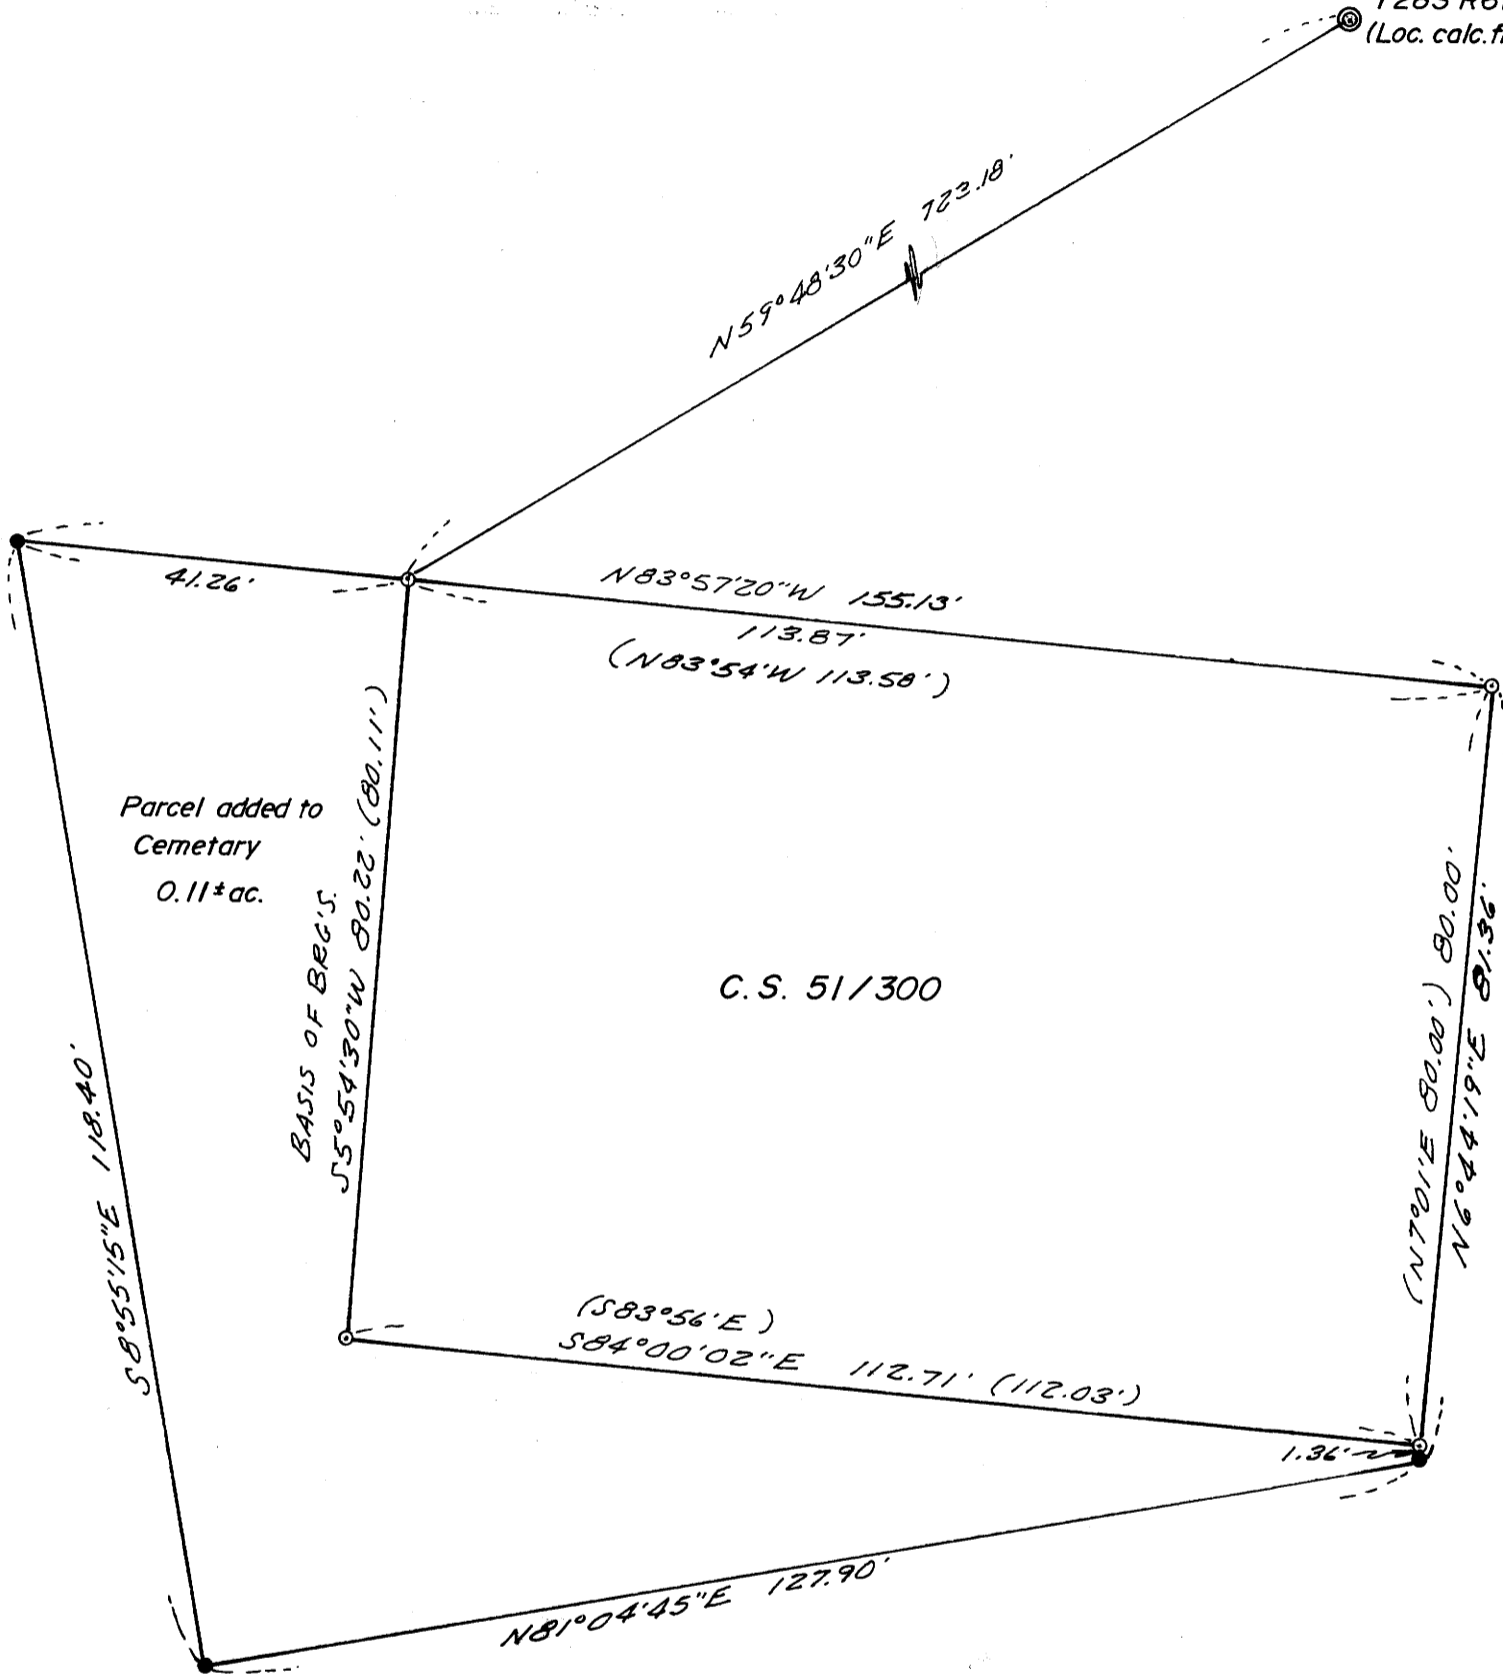 (Loc. calc. f
N59°48'30"E 723.18'
41.26'
N83°57'20"W 155.13'
113.87'
(N83°54'W 113.58')
Parcel added to
Cemetary
0.11± ac.
BASIS OF BRG'S.
S5°54'30"W 80.22' (80.11')
C.S. 51/300
(N7°01'E 80.00') 80.00'
N6°44'19"E 81.36'
S8°55'15"E 118.40'
(S83°56'E)
S84°00'02"E 112.71' (112.03')
1.36'
N81°04'45"E 127.90'